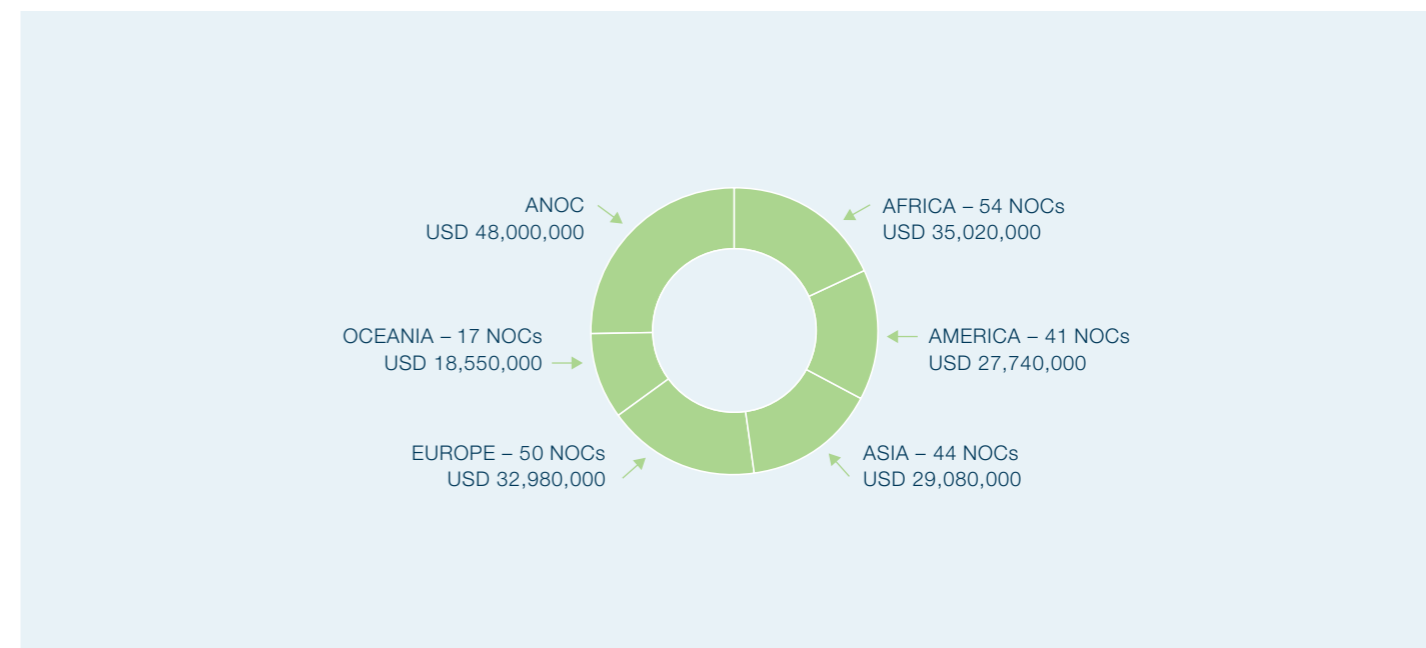 ANOC
USD 48,000,000
AFRICA – 54 NOCs
USD 35,020,000
OCEANIA – 17 NOCs
USD 18,550,000
AMERICA – 41 NOCs
USD 27,740,000
EUROPE – 50 NOCs
USD 32,980,000
ASIA – 44 NOCs
USD 29,080,000